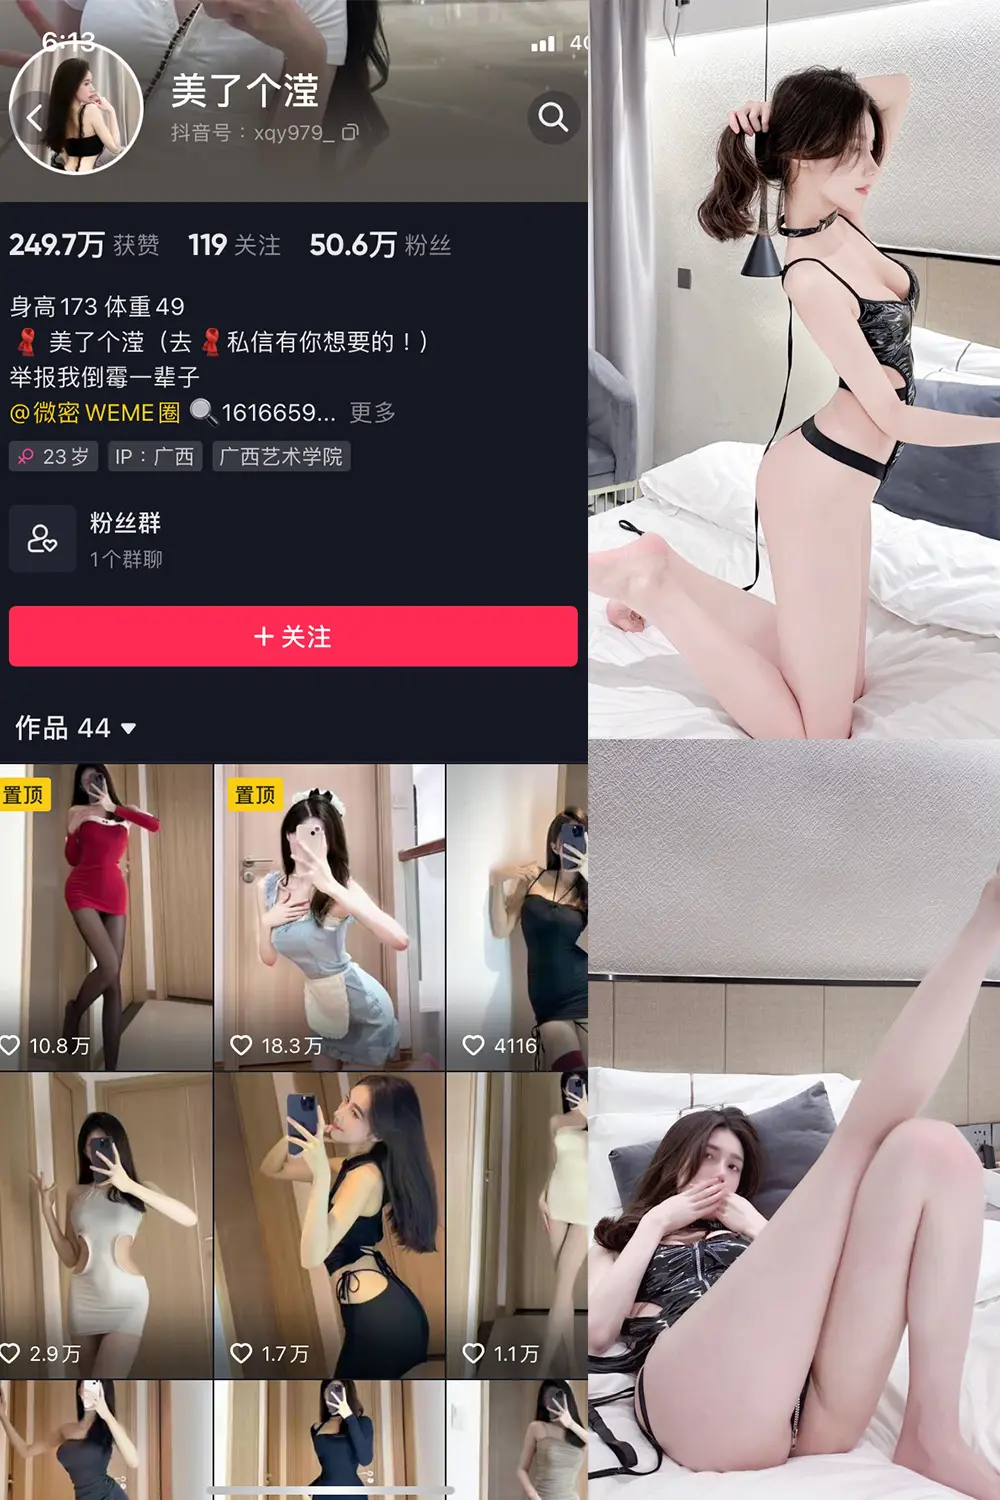 6:13
美了个滢
抖音号：xqy979_
249.7万 获赞 119 关注 50.6万 粉丝
身高173 体重49
美了个滢（去 私信有你想要的！）
举报我倒霉一辈子
@微密 WEME圈 1616659... 更多
23岁 IP：广西 广西艺术学院
粉丝群
1个群聊
+ 关注
作品 44
置顶 置顶
10.8万 18.3万 4116
2.9万 1.7万 1.1万